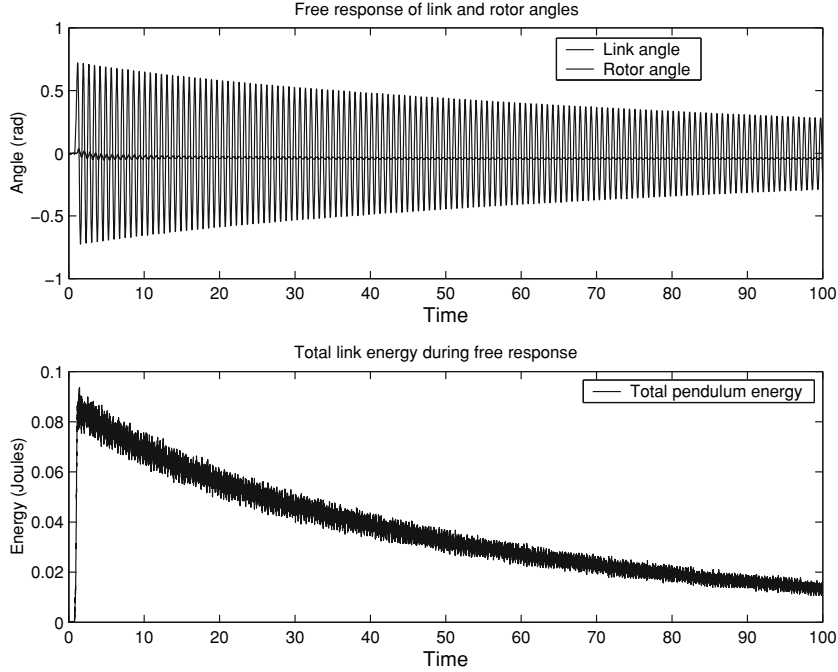 Free response of link and rotor angles
1
0.5
0
−0.5
−1
Angle (rad)
Link angle
Rotor angle
0 10 20 30 40 50 60 70 80 90 100
Time
Total link energy during free response
0.1
0.08
0.06
0.04
0.02
0
Energy (Joules)
Total pendulum energy
0 10 20 30 40 50 60 70 80 90 100
Time